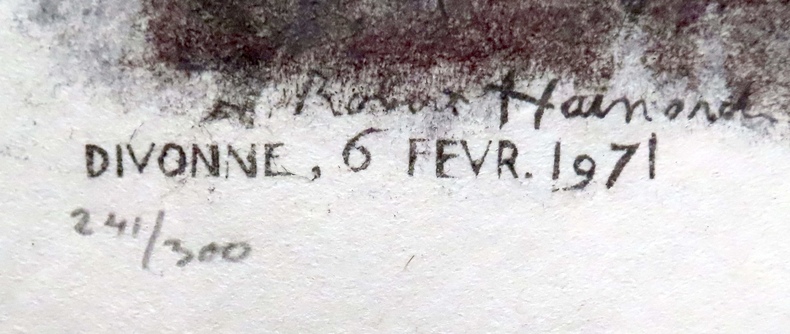 Robert Hainard
DIVONNE, 6 FEVR. 1971
241/300